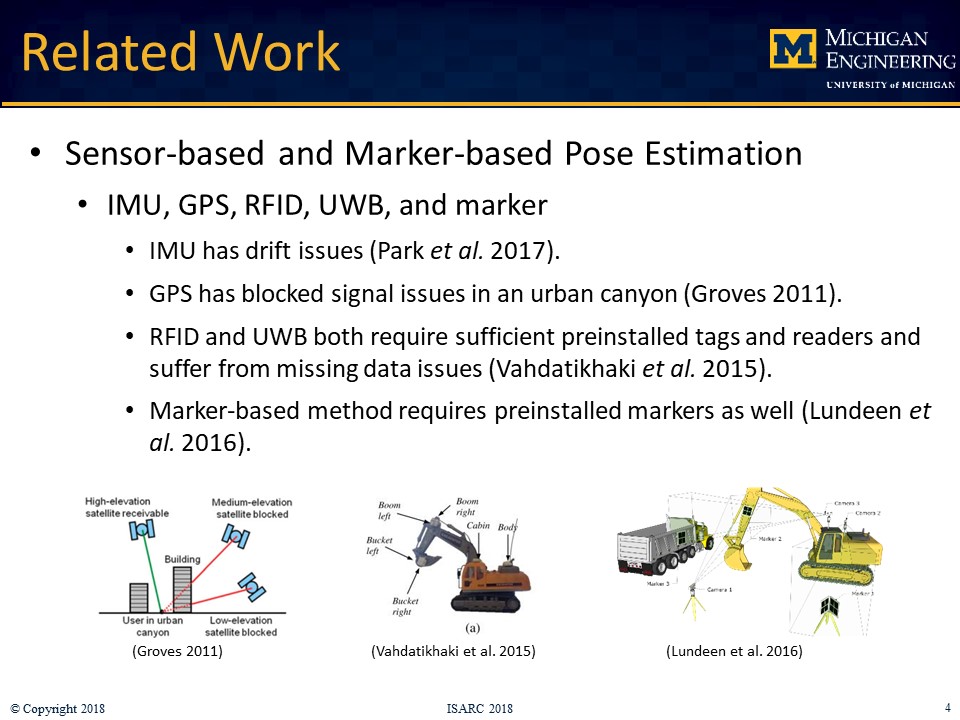 Related Work
M
MICHIGAN
ENGINEERING
UNIVERSITY of MICHIGAN
• Sensor-based and Marker-based Pose Estimation
• IMU, GPS, RFID, UWB, and marker
• IMU has drift issues (Park et al. 2017).
• GPS has blocked signal issues in an urban canyon (Groves 2011).
• RFID and UWB both require sufficient preinstalled tags and readers and
suffer from missing data issues (Vahdatikhaki et al. 2015).
• Marker-based method requires preinstalled markers as well (Lundeen et
al. 2016).
High-elevation
satellite receivable
Medium-elevation
satellite blocked
Building
User in urban
canyon
Low-elevation
satellite blocked
(Groves 2011)
Boom
left
Boom
right
Cabin
Body
Bucket
left
Bucket
right
(a)
(Vahdatikhaki et al. 2015)
Camera 3
Camera 2
Marker 2
Marker 3
Camera 1
(Lundeen et al. 2016)
© Copyright 2018
ISARC 2018
4